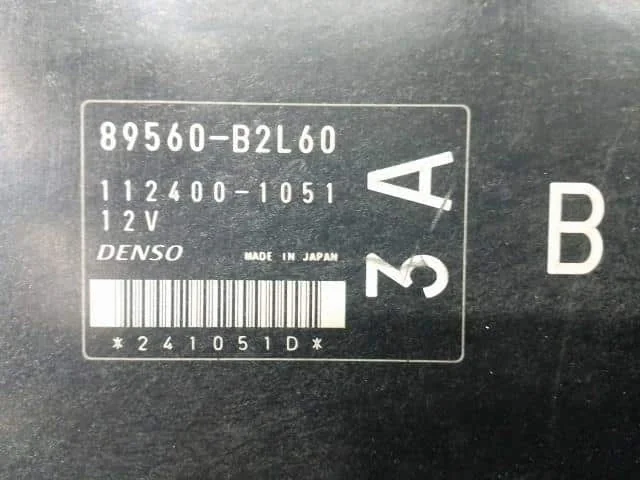 89560-B2L60
112400-1051
12V
DENSO MADE IN JAPAN
*241051D*
3A
B